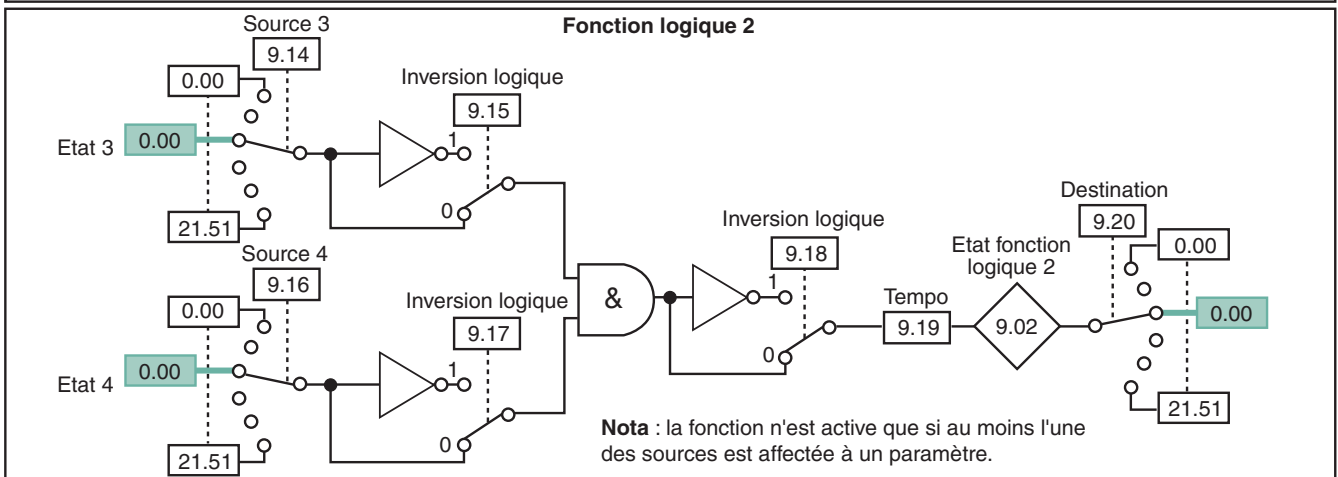 Fonction logique 2
Source 3
9.14
0.00
Inversion logique
9.15
Etat 3
0.00
1
0
21.51
Source 4
9.16
0.00
Inversion logique
9.17
Etat 4
0.00
1
0
21.51
&
Inversion logique
9.18
1
0
Tempo
9.19
Etat fonction
logique 2
9.02
Destination
9.20
0.00
0.00
21.51
Nota : la fonction n'est active que si au moins l'une
des sources est affectée à un paramètre.